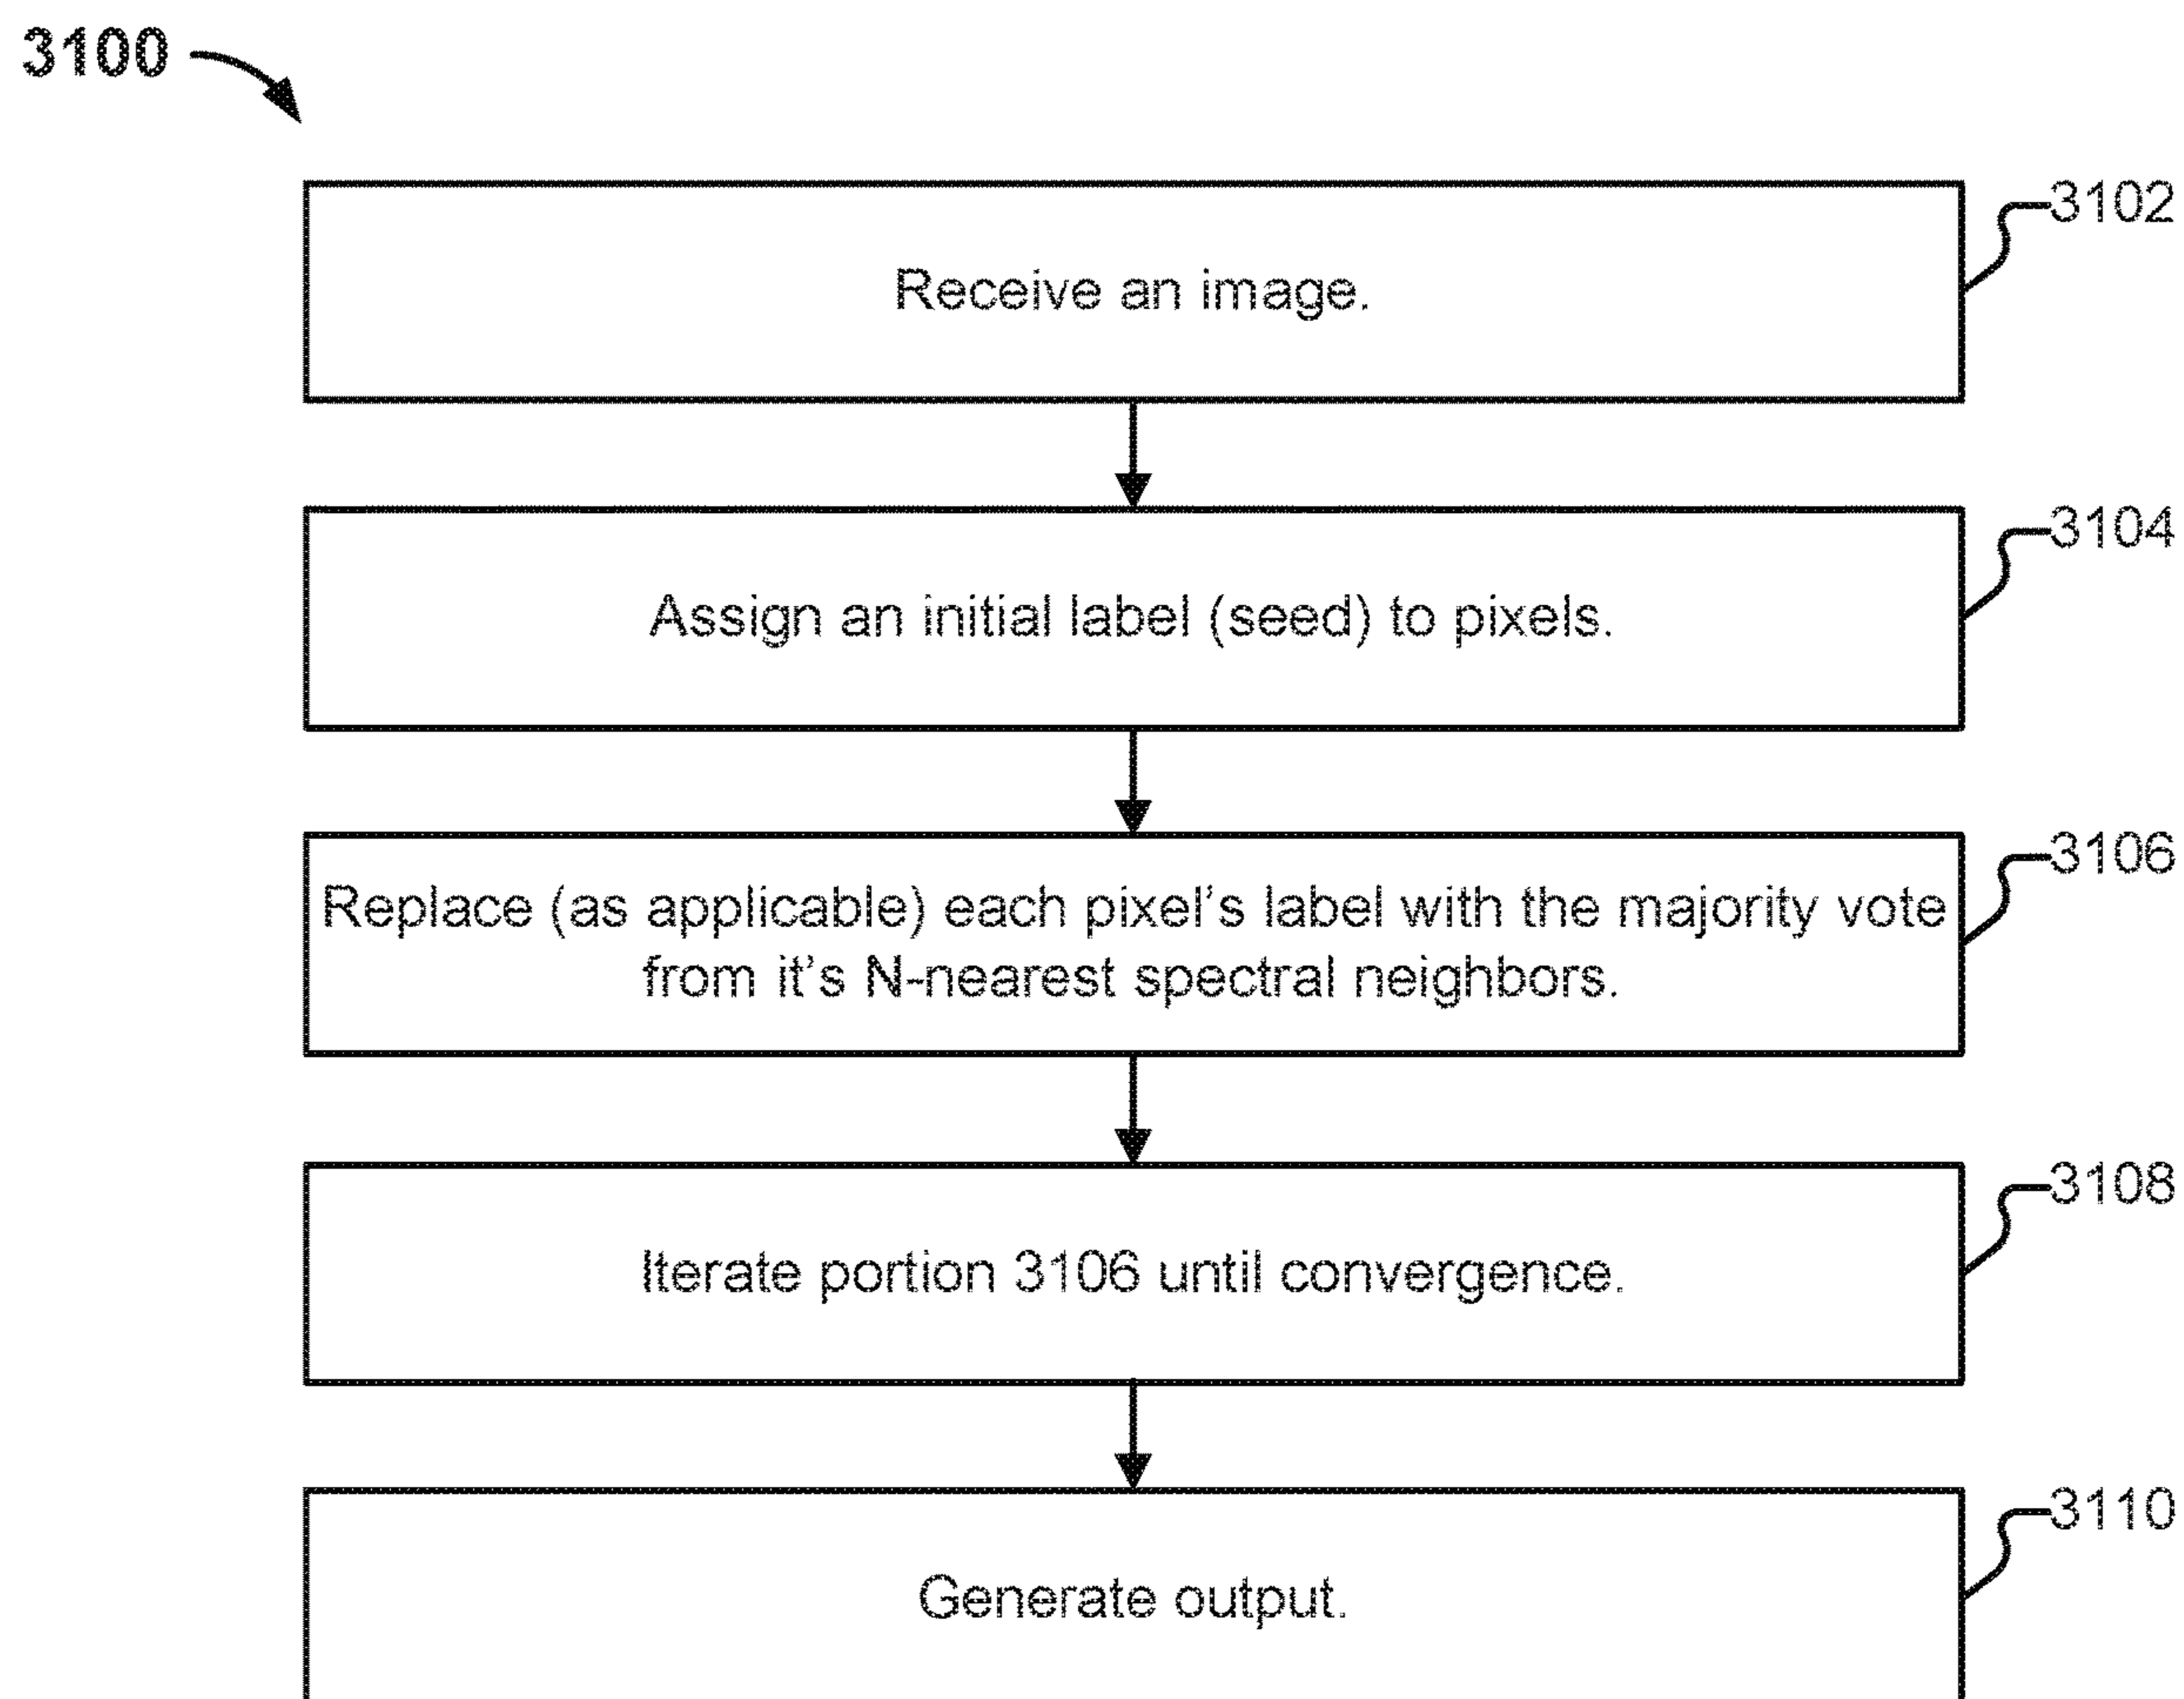 3100
3102
Receive an image.
3104
Assign an initial label (seed) to pixels.
3106
Replace (as applicable) each pixel's label with the majority vote
from it's N-nearest spectral neighbors.
3108
Iterate portion 3106 until convergence.
3110
Generate output.